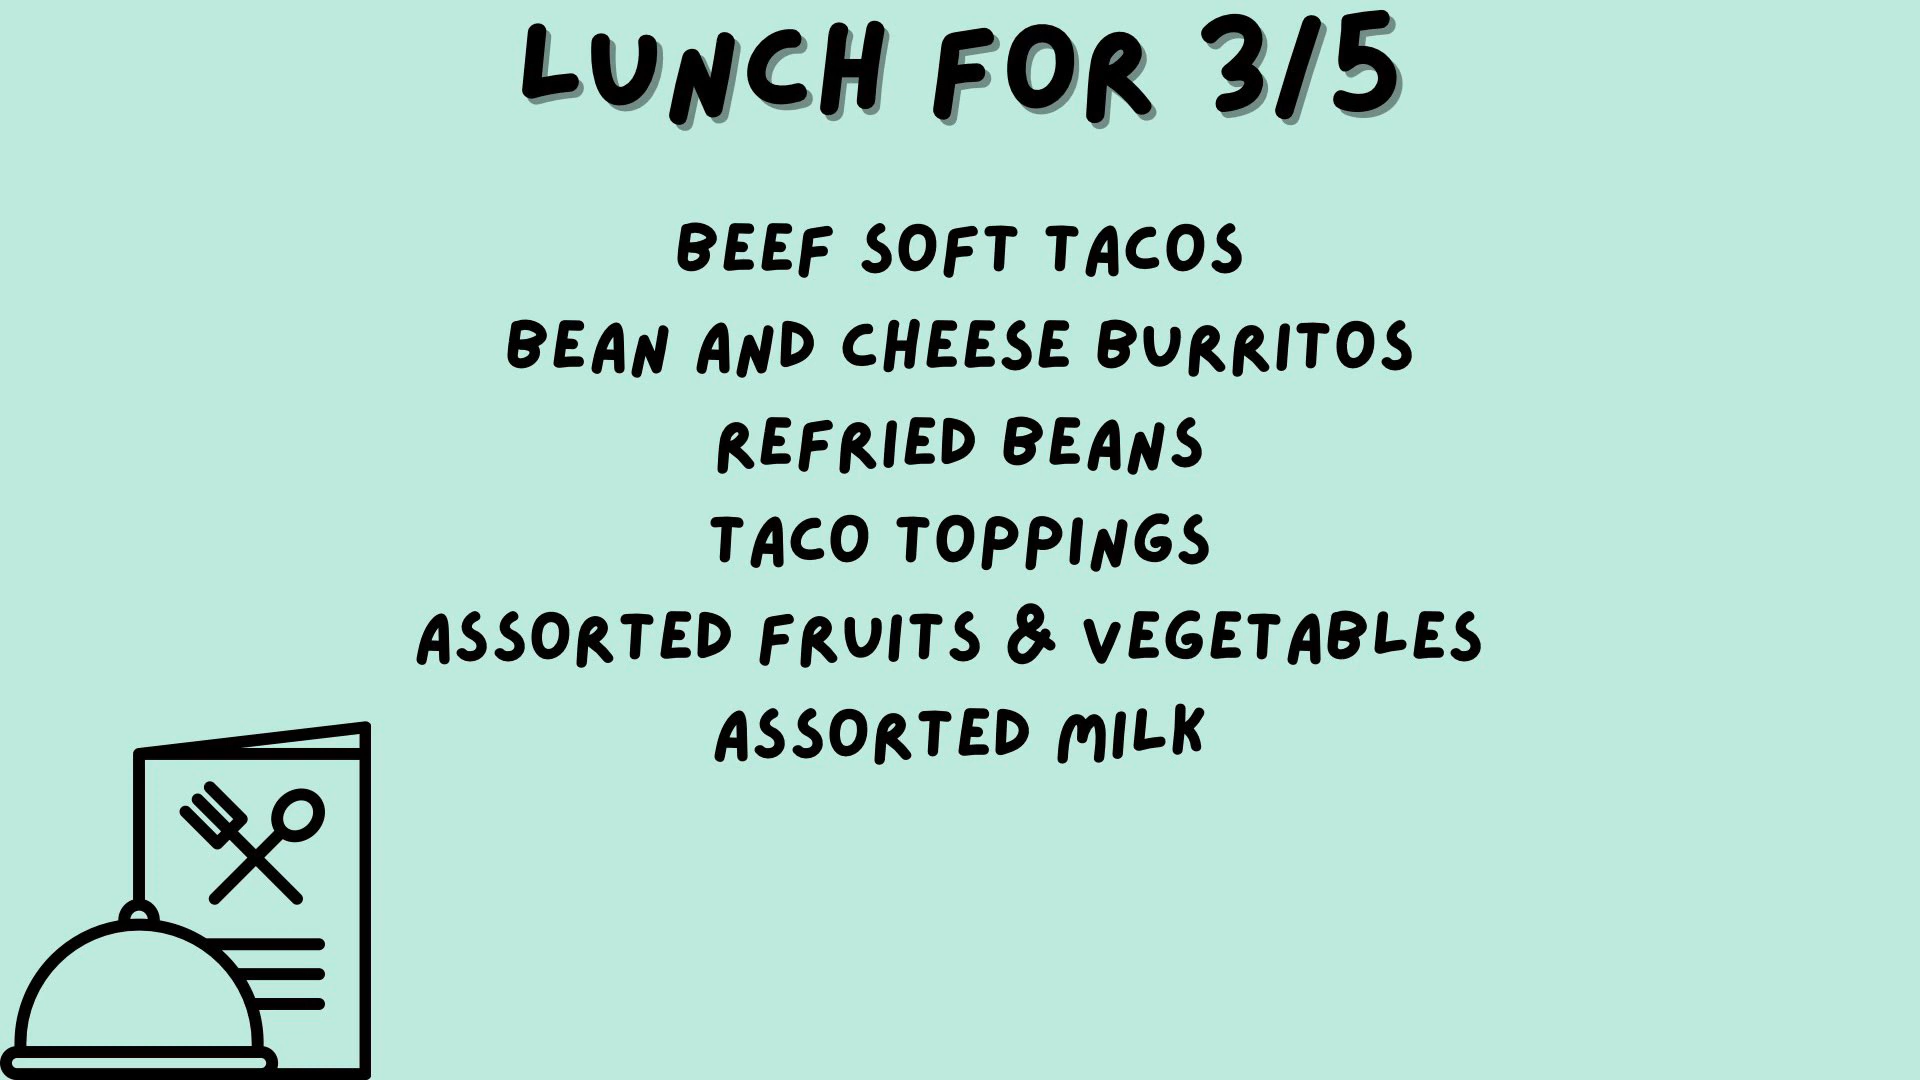 LUNCH FOR 3/5
BEEF SOFT TACOS
BEAN AND CHEESE BURRITOS
REFRIED BEANS
TACO TOPPINGS
ASSORTED FRUITS & VEGETABLES
ASSORTED MILK